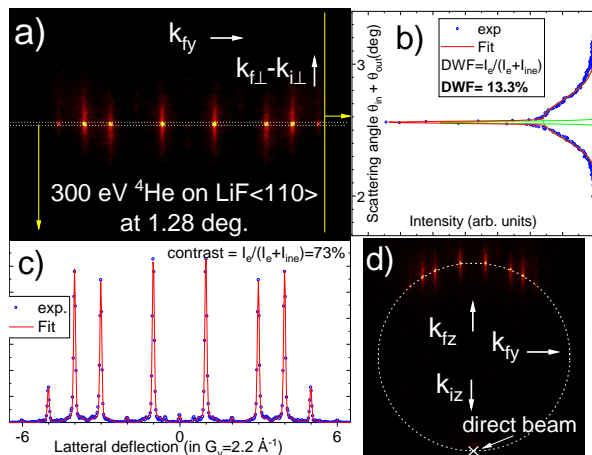 a)
k_fy
k_f⊥-k_i⊥
300 eV ⁴He on LiF<110>
at 1.28 deg.
b)
exp
Fit
DWF=I_e/(I_e+I_ine)
DWF= 13.3%
Scattering angle θ_in + θ_out(deg)
3
2
Intensity (arb. units)
c)
contrast = I_e/(I_e+I_ine)=73%
exp.
Fit
-6 -3 0 3 6
Latteral deflection (in G_y=2.2 Å⁻¹)
d)
k_fz
k_fy
k_iz
direct beam